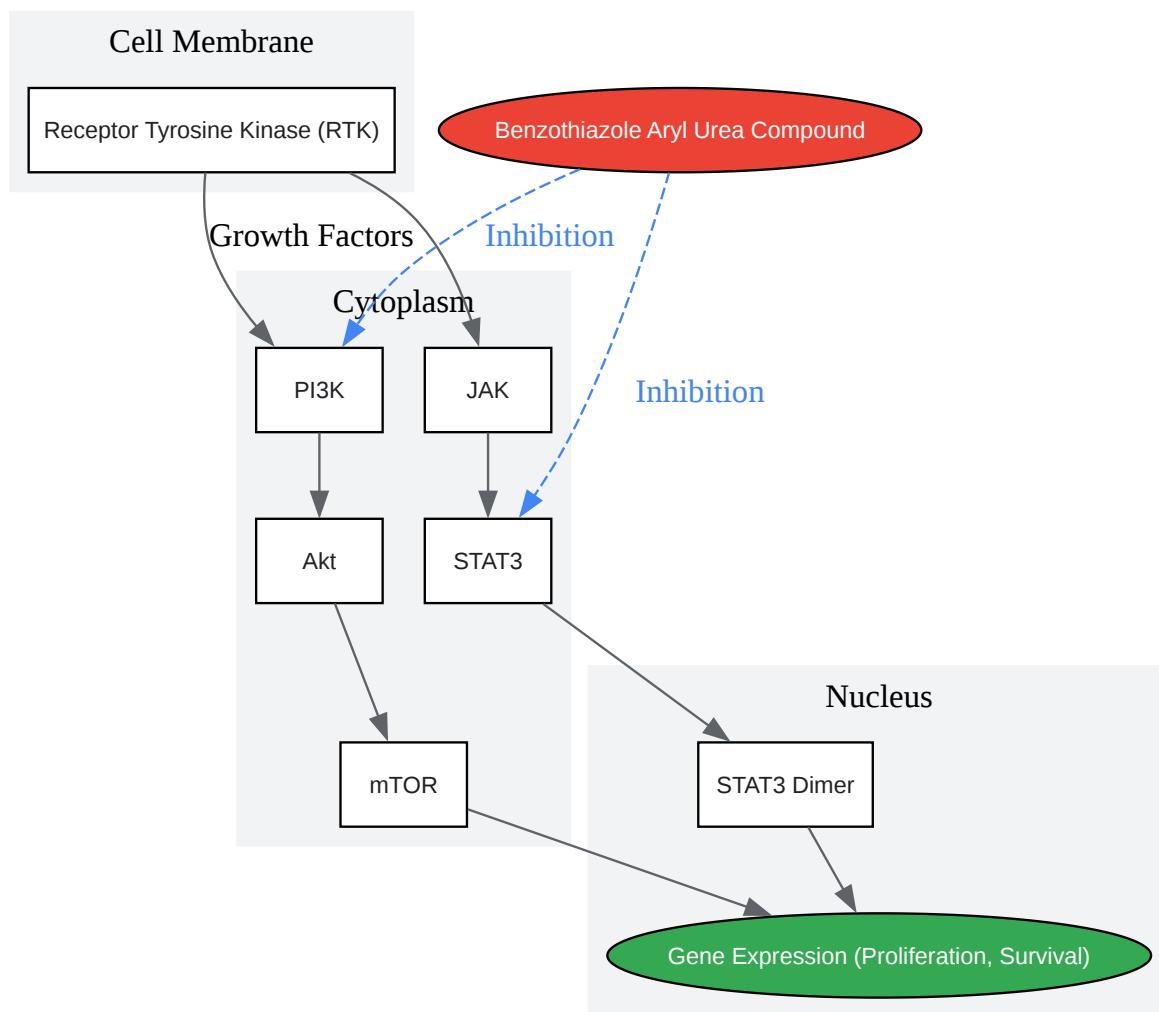 Cell Membrane
Receptor Tyrosine Kinase (RTK)
Benzothiazole Aryl Urea Compound
Growth Factors
Inhibition
Cytoplasm
PI3K
JAK
Inhibition
Akt
STAT3
Nucleus
mTOR
STAT3 Dimer
Gene Expression (Proliferation, Survival)